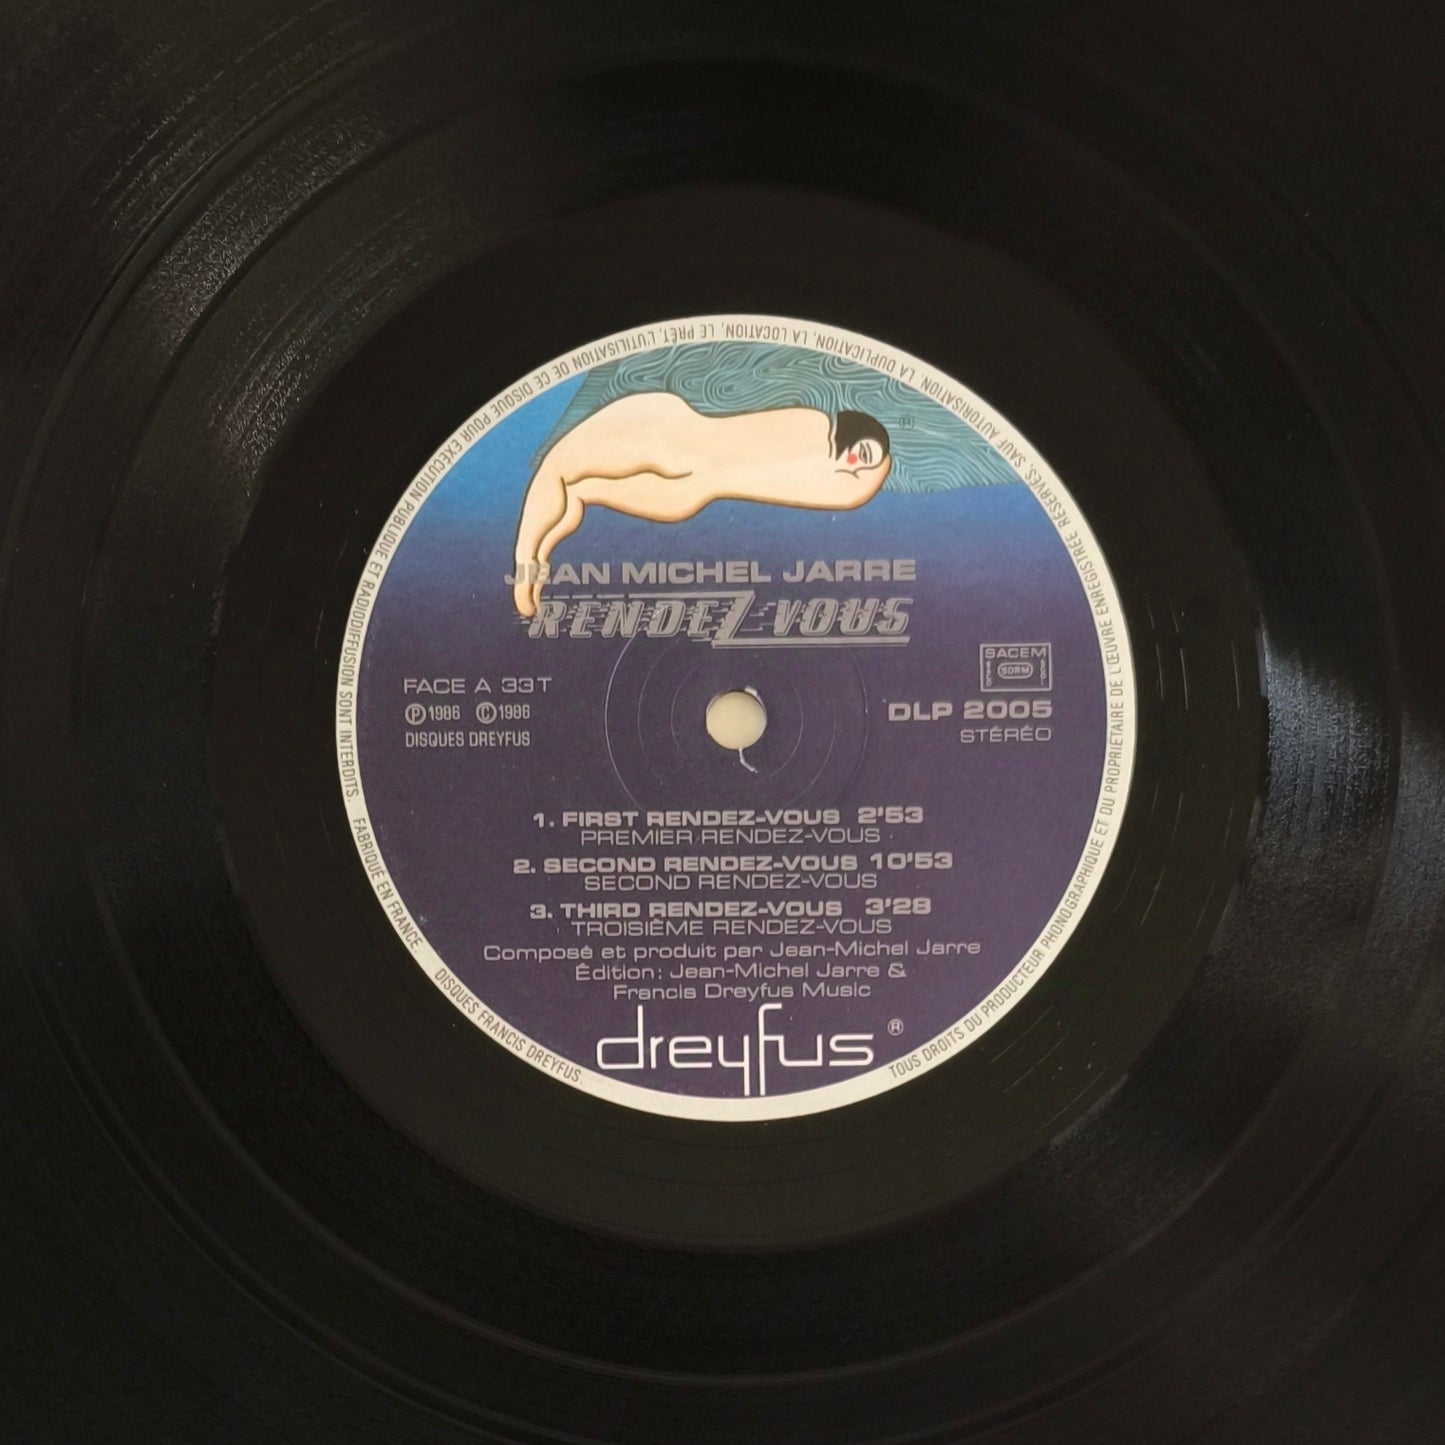 JEAN MICHEL JARRE
RENDEZ VOUS
FACE A 33T
Ⓟ 1986 © 1986
DISQUES DREYFUS
SACEM
SDRM
DLP 2005
STÉRÉO
1. FIRST RENDEZ-VOUS 2'53
PREMIER RENDEZ-VOUS
2. SECOND RENDEZ-VOUS 10'53
SECOND RENDEZ-VOUS
3. THIRD RENDEZ-VOUS 3'28
TROISIÈME RENDEZ-VOUS
Composé et produit par Jean-Michel Jarre
Édition: Jean-Michel Jarre &
Francis Dreyfus Music
dreyfus ®
TOUS DROITS DU PRODUCTEUR PHONOGRAPHIQUE ET DU PROPRIÉTAIRE DE L'ŒUVRE ENREGISTRÉE RÉSERVÉS, SAUF AUTORISATION, LA DUPLICATION, LA LOCATION, LE PRÊT, L'UTILISATION DE CE DISQUE POUR EXÉCUTION PUBLIQUE ET RADIODIFFUSION SONT INTERDITS. FABRIQUÉ EN FRANCE. DISQUES FRANCIS DREYFUS.